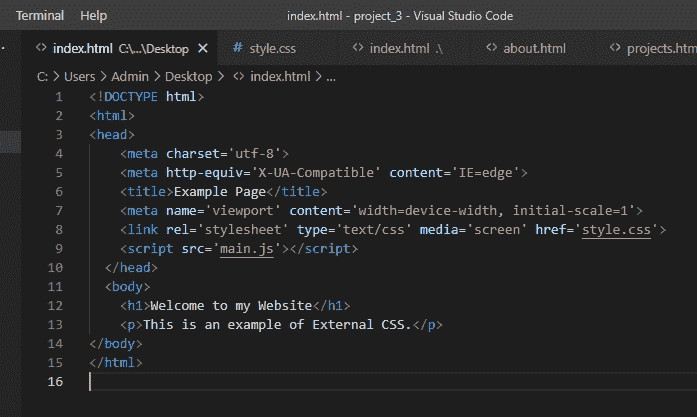 Terminal Help index.html - project_3 - Visual Studio Code
<> index.html C:\...\Desktop × # style.css <> index.html .\ <> about.html <> projects.htm
C: > Users > Admin > Desktop > <> index.html > ...
1 <!DOCTYPE html>
2 <html>
3 <head>
4 <meta charset='utf-8'>
5 <meta http-equiv='X-UA-Compatible' content='IE=edge'>
6 <title>Example Page</title>
7 <meta name='viewport' content='width=device-width, initial-scale=1'>
8 <link rel='stylesheet' type='text/css' media='screen' href='style.css'>
9 <script src='main.js'></script>
10 </head>
11 <body>
12 <h1>Welcome to my Website</h1>
13 <p>This is an example of External CSS.</p>
14 </body>
15 </html>
16